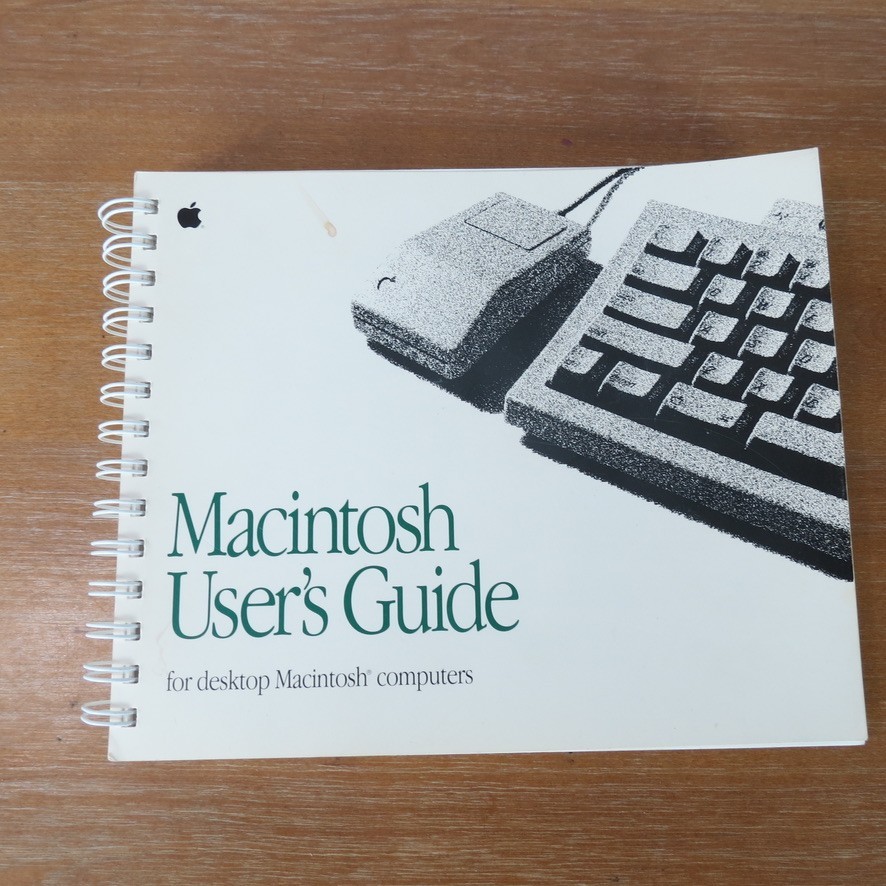 Macintosh
User's Guide
for desktop Macintosh® computers